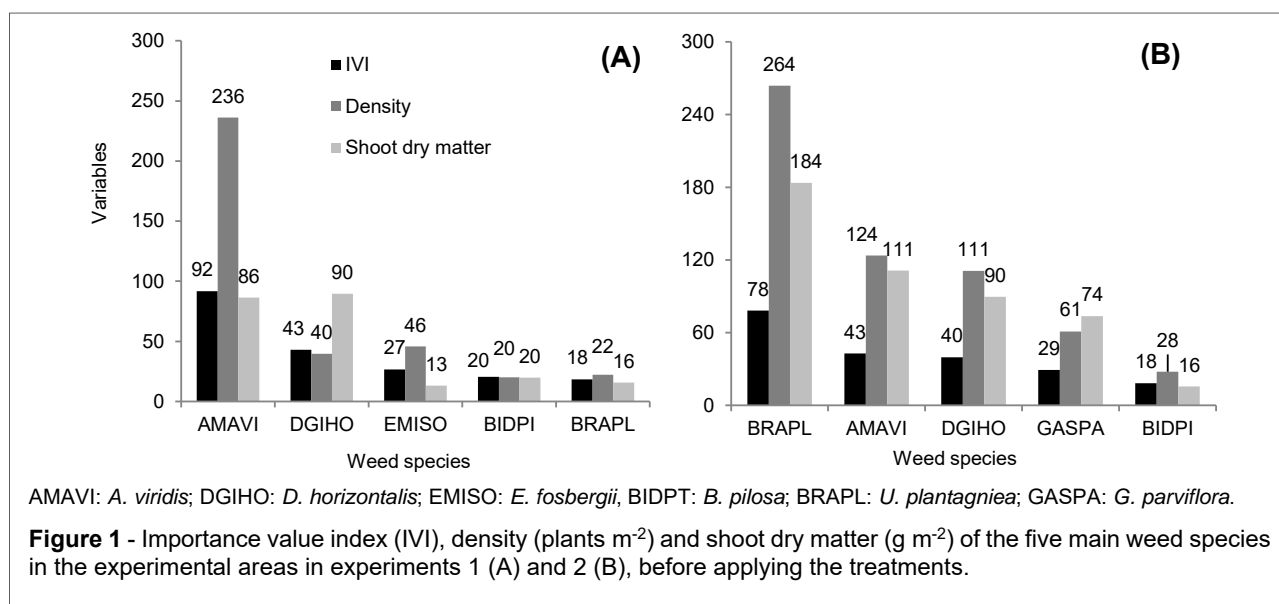 (A)
IVI
Density
Shoot dry matter
Variables
300
250
200
150
100
50
0
92 236 86
43 40 90
27 46 13
20 20 20
18 22 16
AMAVI DGIHO EMISO BIDPI BRAPL
Weed species
(B)
300
240
180
120
60
0
78 264 184
43 124 111
40 111 90
29 61 74
18 28 16
BRAPL AMAVI DGIHO GASPA BIDPI
Weed species
AMAVI: A. viridis; DGIHO: D. horizontalis; EMISO: E. fosbergii, BIDPT: B. pilosa; BRAPL: U. plantagniea; GASPA: G. parviflora.
Figure 1 - Importance value index (IVI), density (plants m-2) and shoot dry matter (g m-2) of the five main weed species
in the experimental areas in experiments 1 (A) and 2 (B), before applying the treatments.